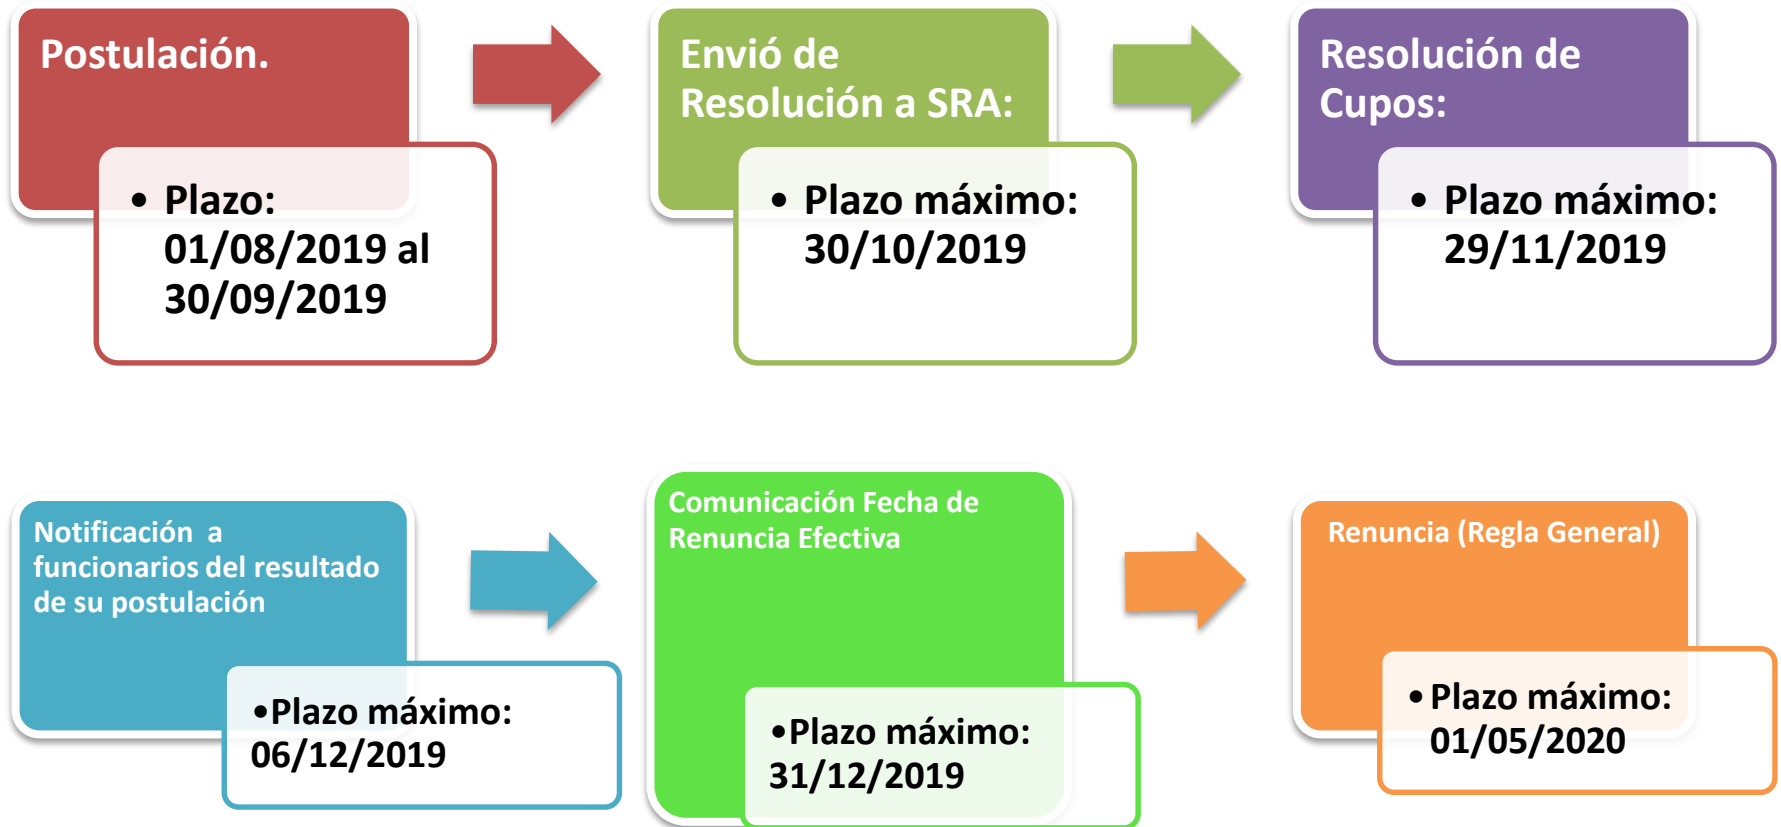 Postulación.
• Plazo:
01/08/2019 al
30/09/2019
Envió de
Resolución a SRA:
• Plazo máximo:
30/10/2019
Resolución de
Cupos:
• Plazo máximo:
29/11/2019
Notificación a
funcionarios del resultado
de su postulación
•Plazo máximo:
06/12/2019
Comunicación Fecha de
Renuncia Efectiva
•Plazo máximo:
31/12/2019
Renuncia (Regla General)
•Plazo máximo:
01/05/2020